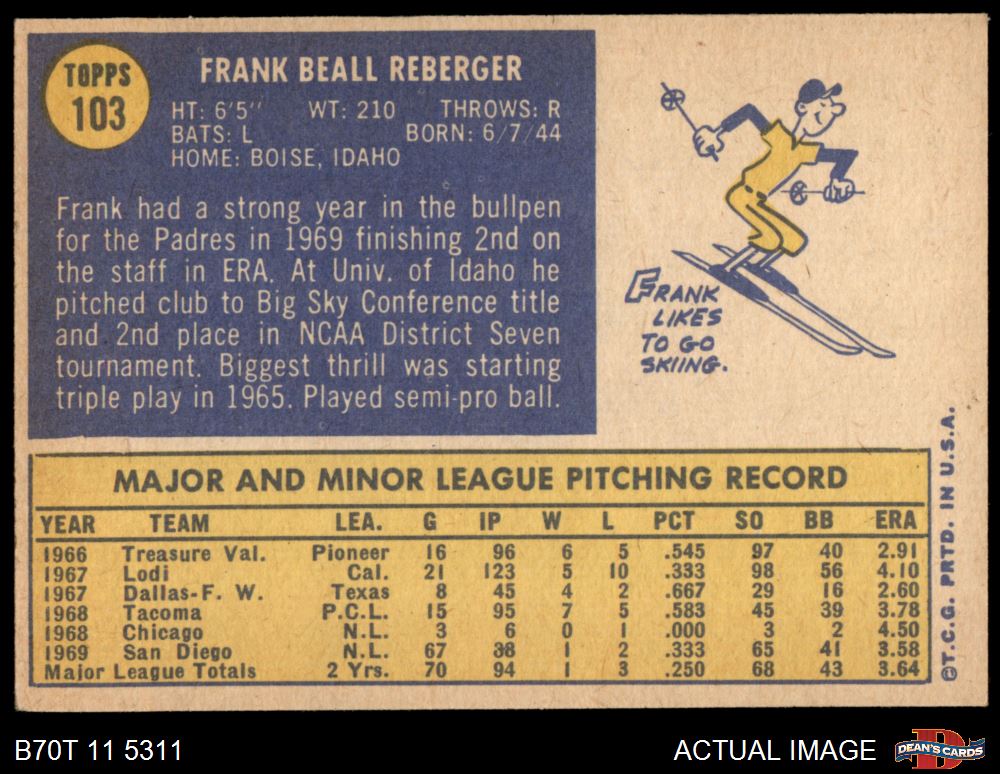 TOPPS
103
FRANK BEALL REBERGER
HT: 6'5" WT: 210 THROWS: R
BATS: L BORN: 6/7/44
HOME: BOISE, IDAHO
Frank had a strong year in the bullpen
for the Padres in 1969 finishing 2nd on
the staff in ERA. At Univ. of Idaho he
pitched club to Big Sky Conference title
and 2nd place in NCAA District Seven
tournament. Biggest thrill was starting
triple play in 1965. Played semi-pro ball.
FRANK
LIKES
TO GO
SKIING.
MAJOR AND MINOR LEAGUE PITCHING RECORD
YEAR TEAM LEA. G IP W L PCT SO BB ERA
1966 Treasure Val. Pioneer 16 96 6 5 .545 97 40 2.91
1967 Lodi Cal. 21 123 5 10 .333 98 56 4.10
1967 Dallas-F. W. Texas 8 45 4 2 .667 29 16 2.60
1968 Tacoma P.C.L. 15 95 7 5 .583 45 39 3.78
1968 Chicago N.L. 3 6 0 1 .000 3 2 4.50
1969 San Diego N.L. 67 88 1 2 .333 65 41 3.58
Major League Totals 2 Yrs. 70 94 1 3 .250 68 43 3.64
©T.C.G. PRTD. IN U.S.A.
B70T 11 5311
ACTUAL IMAGE
D
DEAN'S CARDS